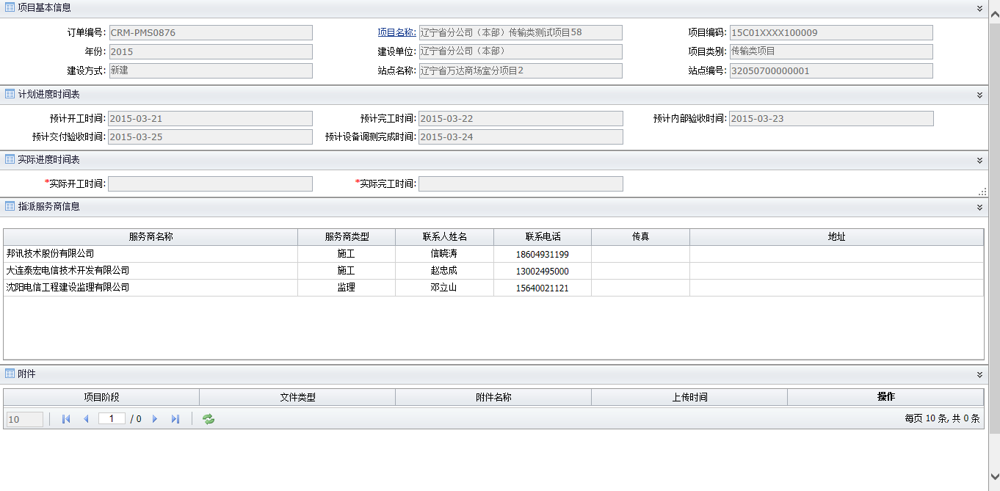 项目基本信息
订单编号: CRM-PMS0876 项目名称: 辽宁省分公司（本部）传输类测试项目58 项目编码: 15C01XXXX100009
年份: 2015 建设单位: 辽宁省分公司（本部） 项目类别: 传输类项目
建设方式: 新建 站点名称: 辽宁省万达商场室分项目2 站点编号: 32050700000001
计划进度时间表
预计开工时间: 2015-03-21 预计完工时间: 2015-03-22 预计内部验收时间: 2015-03-23
预计交付验收时间: 2015-03-25 预计设备调测完成时间: 2015-03-24
实际进度时间表
*实际开工时间: *实际完工时间:
指派服务商信息
服务商名称 服务商类型 联系人姓名 联系电话 传真 地址
邦讯技术股份有限公司 施工 信晓涛 18604931199
大连泰宏电信技术开发有限公司 施工 赵忠成 13002495000
沈阳电信工程建设监理有限公司 监理 邓立山 15640021121
附件
项目阶段 文件类型 附件名称 上传时间 操作
10 1 / 0 每页 10 条, 共 0 条